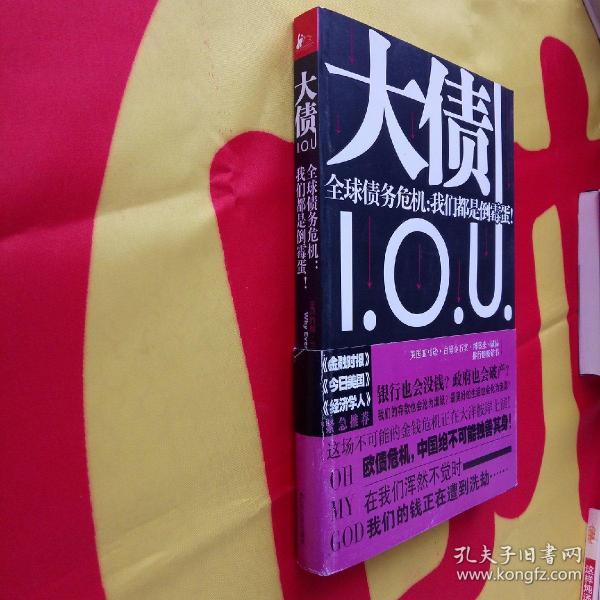 大债
I.O.U
全球债务危机：
我们都是倒霉蛋！
Why Ever
大债
全球债务危机:我们都是倒霉蛋!
I.O.U.
《金融时报》
《今日美国》
《经济学人》
紧急推荐
银行也会没钱？政府也会破产？
这场不可能的金钱危机正在大洋彼岸上演！
欧债危机，中国绝不可能独善其身！
OH
MY
GOD
在我们浑然不觉时
我们的钱正在遭到洗劫……
孔夫子旧书网
www.kongfz.com